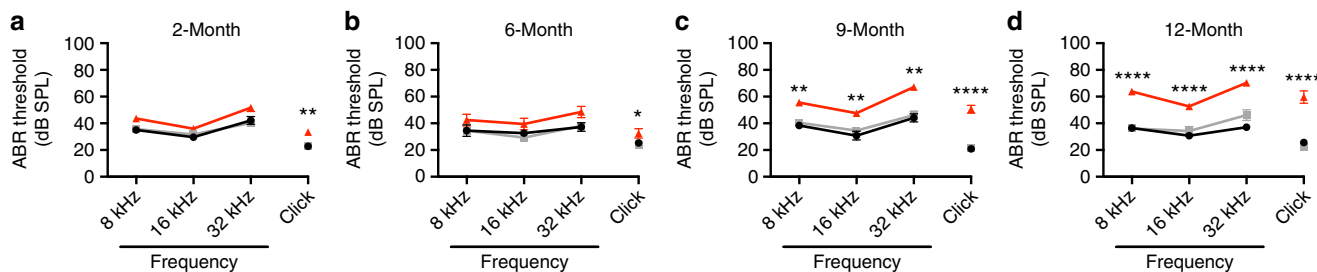 a
2-Month
ABR threshold
(dB SPL)
100
80
60
40
20
0
**
8 kHz
16 kHz
32 kHz
Click
Frequency
b
6-Month
ABR threshold
(dB SPL)
100
80
60
40
20
0
*
8 kHz
16 kHz
32 kHz
Click
Frequency
c
9-Month
ABR threshold
(dB SPL)
100
80
60
40
20
0
**
**
**
****
8 kHz
16 kHz
32 kHz
Click
Frequency
d
12-Month
ABR threshold
(dB SPL)
100
80
60
40
20
0
****
****
****
****
8 kHz
16 kHz
32 kHz
Click
Frequency